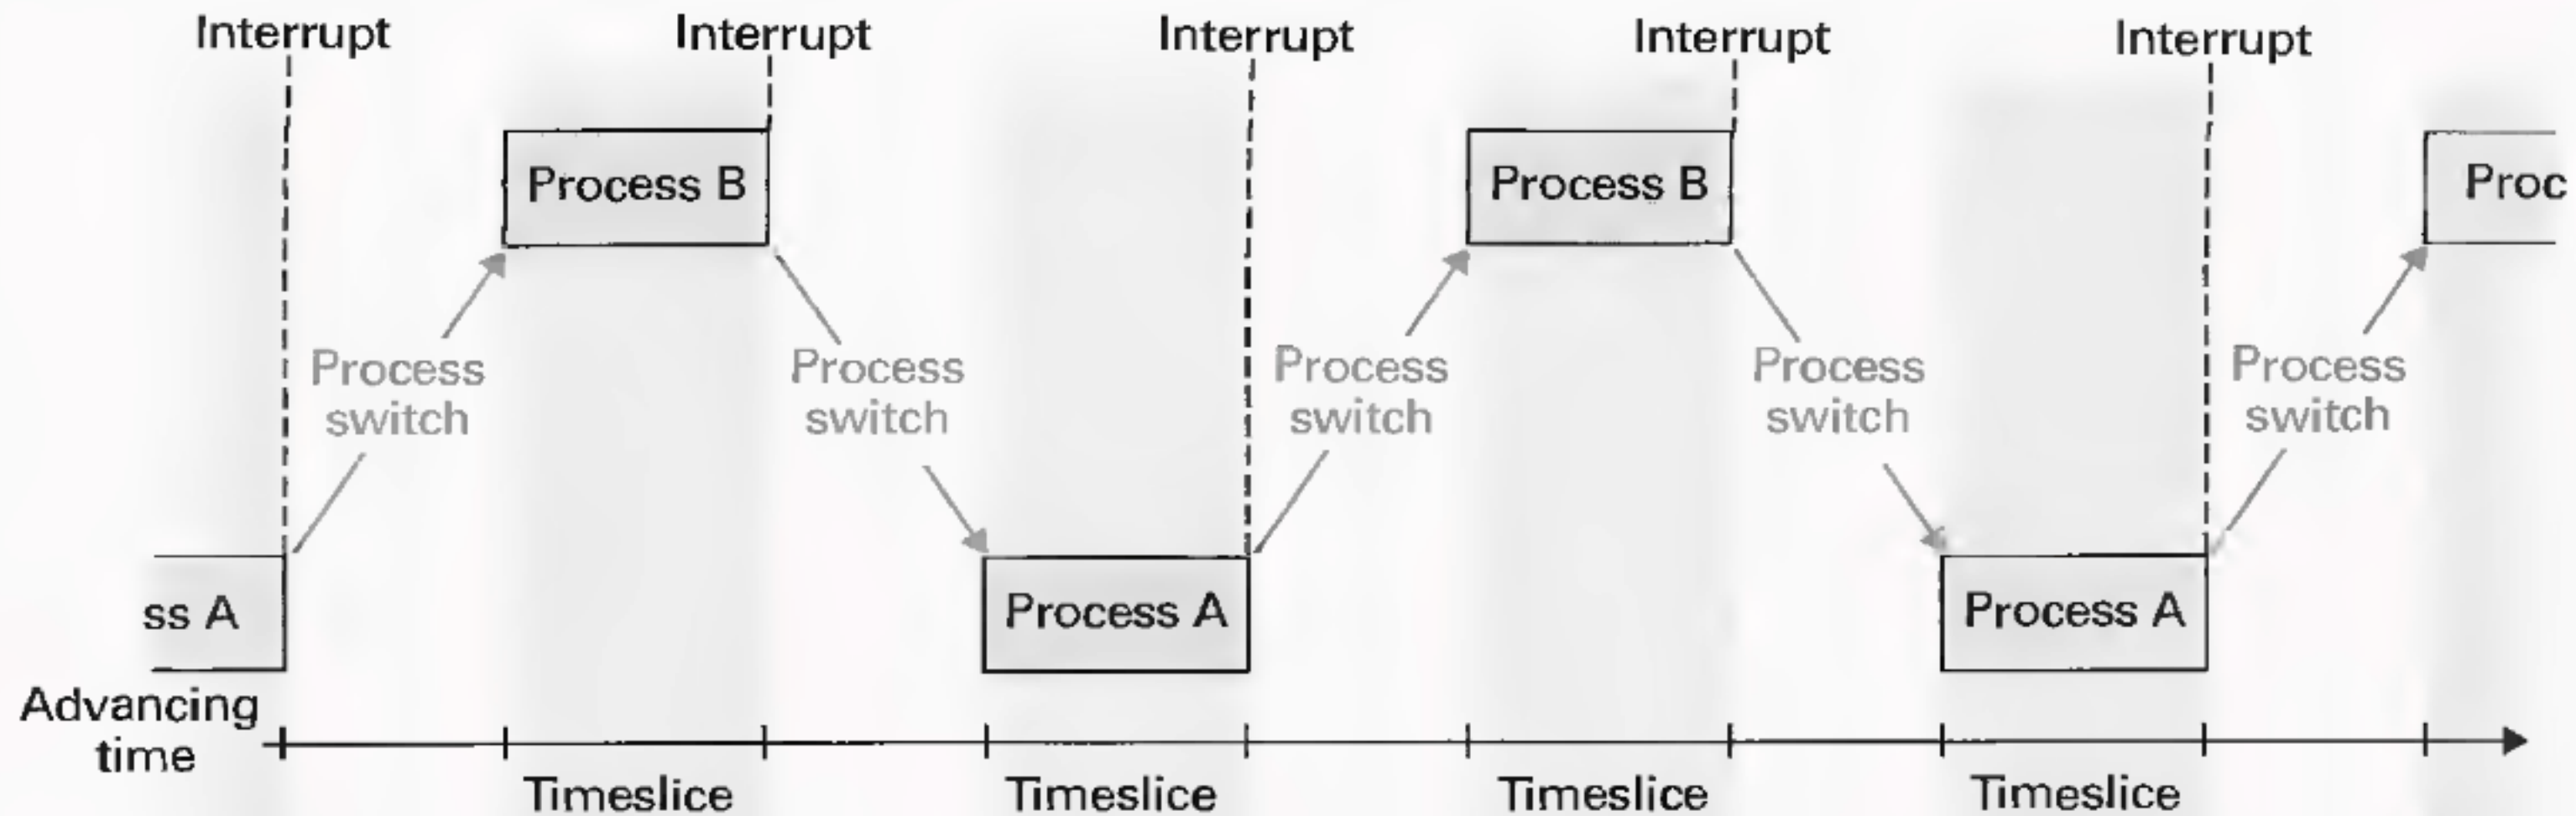 Interrupt Interrupt Interrupt Interrupt Interrupt
Process B Process B Proc
Process Process Process Process Process
switch switch switch switch switch
ss A Process A Process A
Advancing
time
Timeslice Timeslice Timeslice Timeslice